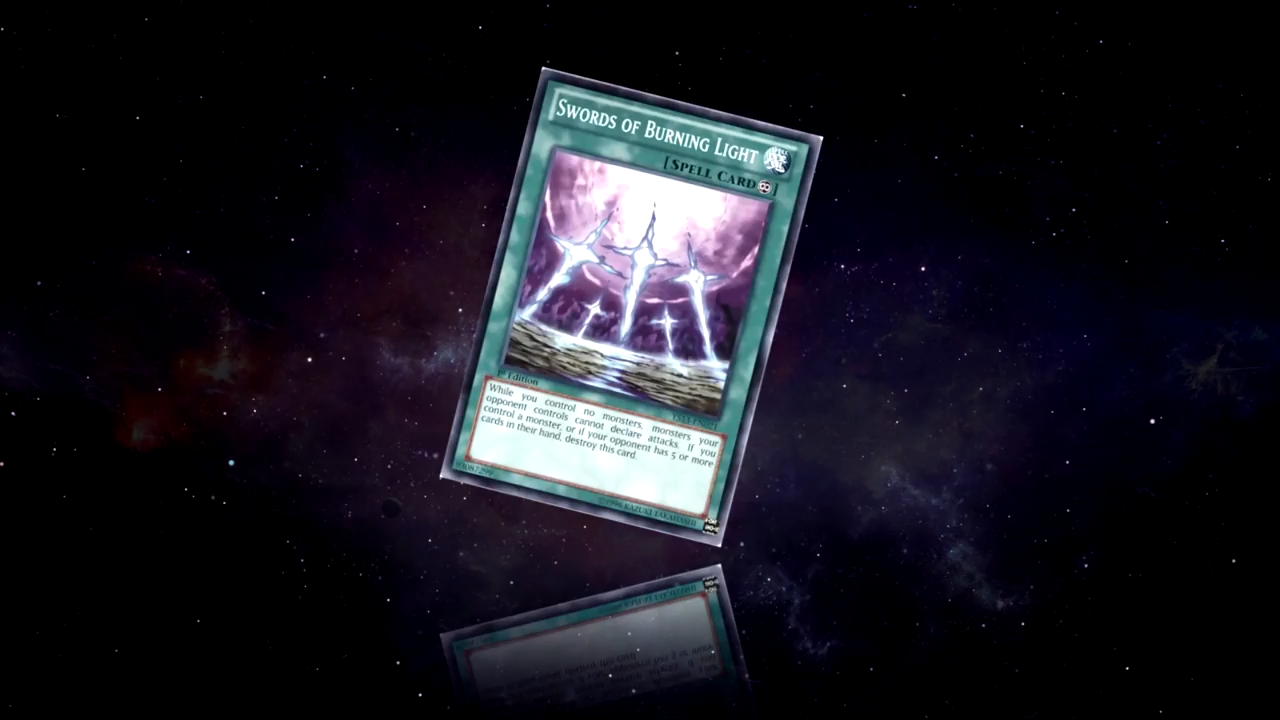 SWORDS OF BURNING LIGHT
[SPELL CARD]
1st Edition
While you control no monsters, monsters your
opponent controls cannot declare attacks. If you
control a monster, or if your opponent has 5 or more
cards in their hand, destroy this card.
©1996 KAZUKI TAKAHASHI